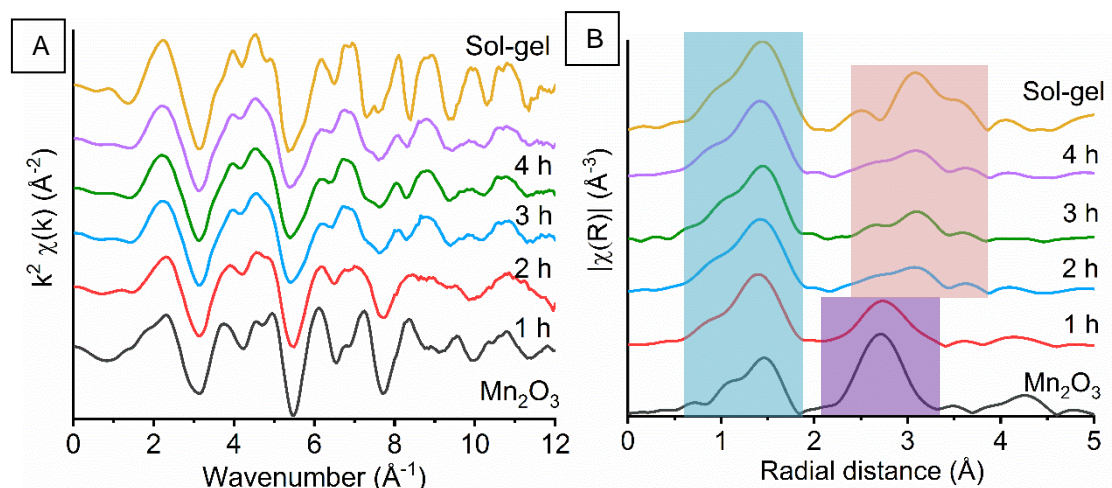 A
Sol-gel
4 h
3 h
2 h
1 h
Mn₂O₃
k² χ(k) (Å⁻²)
0 2 4 6 8 10 12
Wavenumber (Å⁻¹)
B
Sol-gel
4 h
3 h
2 h
1 h
Mn₂O₃
|χ(R)| (Å⁻³)
0 1 2 3 4 5
Radial distance (Å)